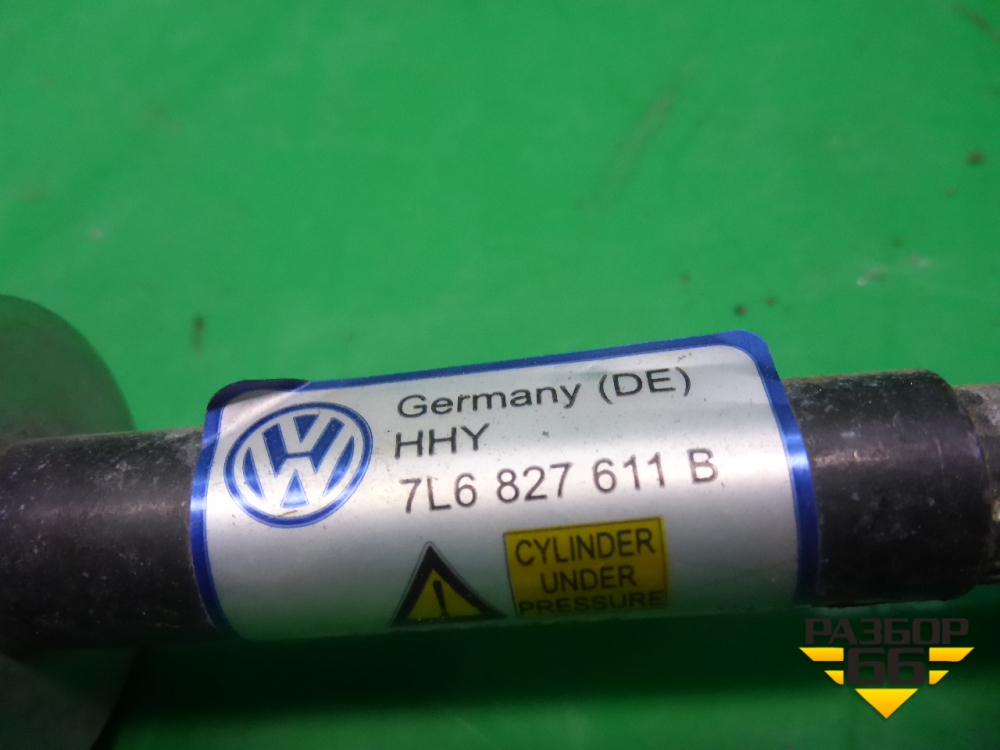 Germany (DE)
HHY
7L6 827 611 B
CYLINDER
UNDER
PRESSURE
РАЗБОР
66